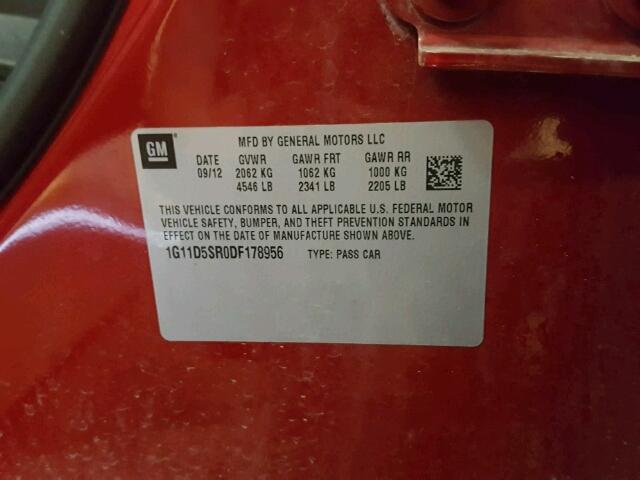 GM ® MFD BY GENERAL MOTORS LLC
DATE GVWR GAWR FRT GAWR RR
09/12 2062 KG 1062 KG 1000 KG
4546 LB 2341 LB 2205 LB
THIS VEHICLE CONFORMS TO ALL APPLICABLE U.S. FEDERAL MOTOR
VEHICLE SAFETY, BUMPER, AND THEFT PREVENTION STANDARDS IN
EFFECT ON THE DATE OF MANUFACTURE SHOWN ABOVE.
1G11D5SR0DF178956 TYPE: PASS CAR